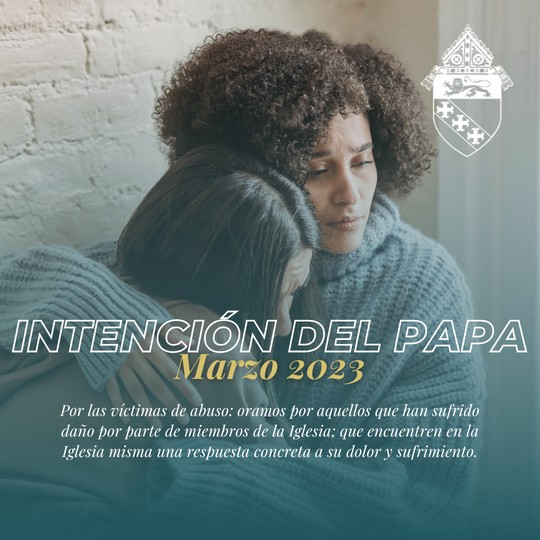 INTENCIÓN DEL PAPA
Marzo 2023
Por las víctimas de abuso: oramos por aquellos que han sufrido
daño por parte de miembros de la Iglesia; que encuentren en la
Iglesia misma una respuesta concreta a su dolor y sufrimiento.